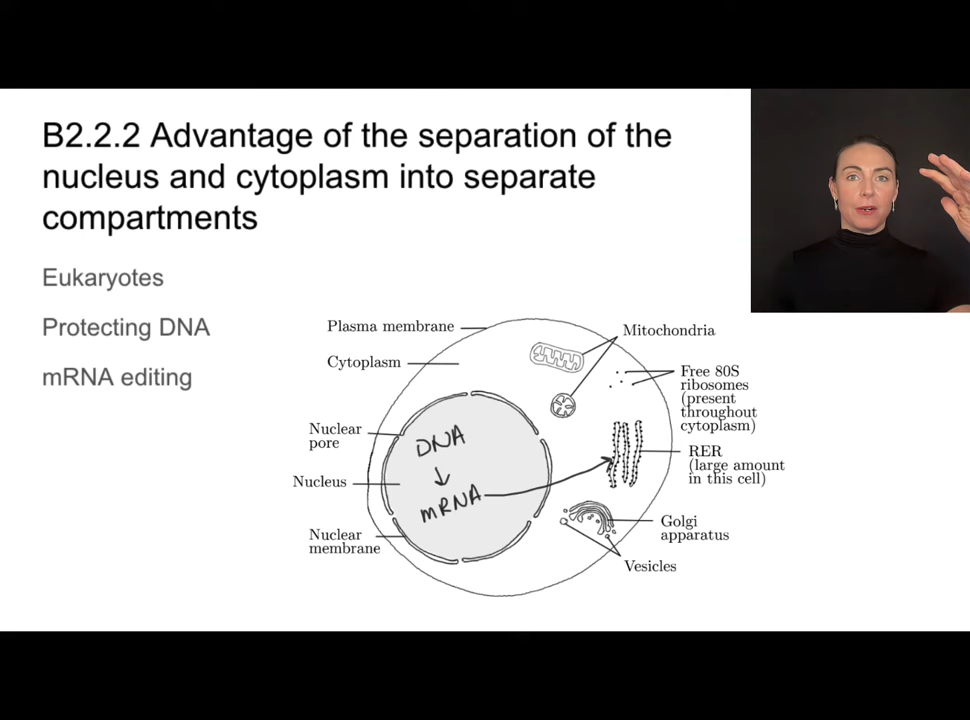 B2.2.2 Advantage of the separation of the
nucleus and cytoplasm into separate
compartments
Eukaryotes
Protecting DNA
mRNA editing
Plasma membrane
Cytoplasm
Nuclear
pore
Nucleus
Nuclear
membrane
DNA
mRNA
Mitochondria
Free 80S
ribosomes
(present
throughout
cytoplasm)
RER
(large amount
in this cell)
Golgi
apparatus
Vesicles